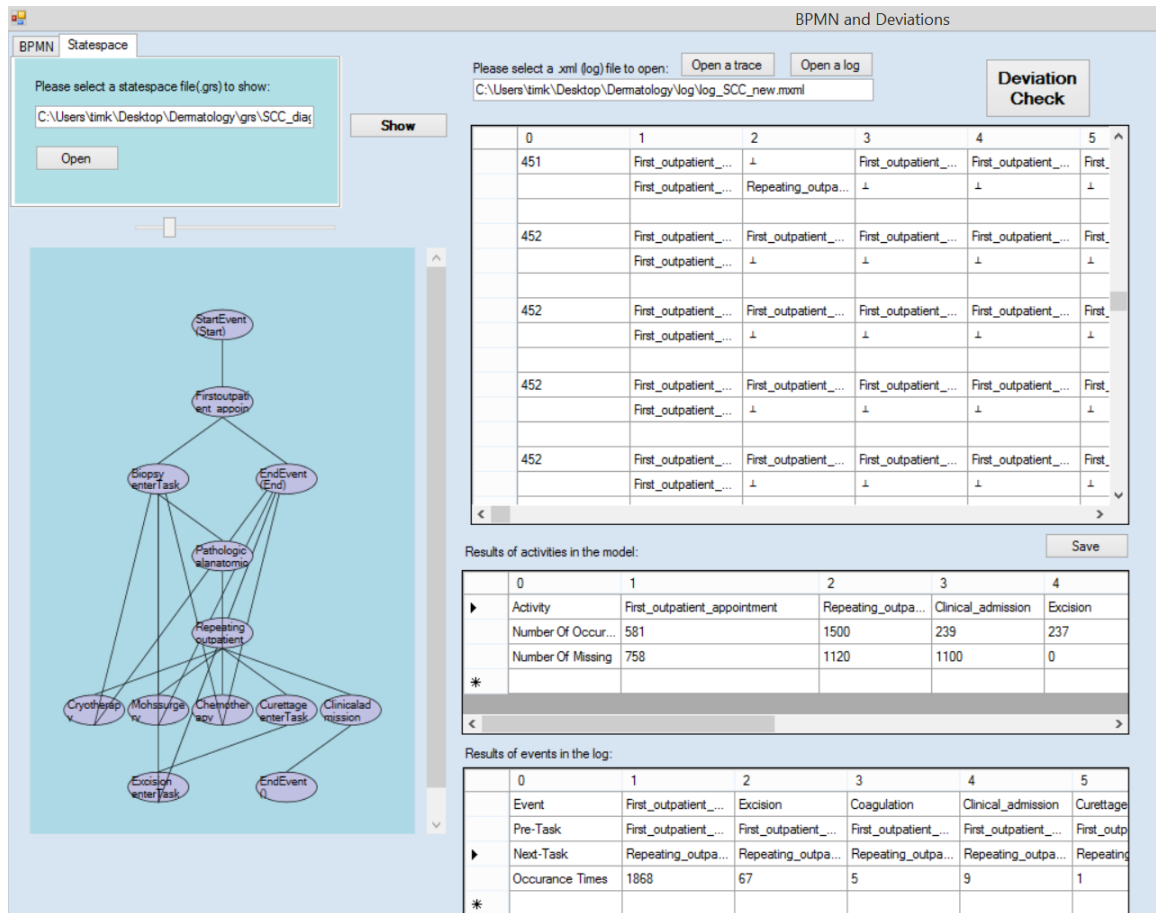 BPMN and Deviations
BPMN Statespace
Please select a statespace file(.grs) to show:
C:\Users\timk\Desktop\Dermatology\grs\SCC_diag
Open
Show
Please select a .xml (log) file to open: Open a trace Open a log
C:\Users\timk\Desktop\Dermatology\log\log_SCC_new.mxml
Deviation
Check
0 1 2 3 4 5
451 First_outpatient_... ⊥ First_outpatient_... First_outpatient_... First_
First_outpatient_... Repeating_outpa... ⊥ ⊥ ⊥
452 First_outpatient_... First_outpatient_... First_outpatient_... First_outpatient_... First_
First_outpatient_... ⊥ ⊥ ⊥ ⊥
452 First_outpatient_... First_outpatient_... First_outpatient_... First_outpatient_... First_
First_outpatient_... ⊥ ⊥ ⊥ ⊥
452 First_outpatient_... First_outpatient_... First_outpatient_... First_outpatient_... First_
First_outpatient_... ⊥ ⊥ ⊥ ⊥
452 First_outpatient_... First_outpatient_... First_outpatient_... First_outpatient_... First_
First_outpatient_... ⊥ ⊥ ⊥ ⊥
StartEvent
(Start)
Firstoutpati
ent_appoin
Biopsy
enterTask
EndEvent
(End)
Pathologic
alanatomic
Repeating
outpatient
Cryotherap
y
Mohssurge
ry
Chemother
apy
Curettage
enterTask
Clinicalad
mission
Excision
enterTask
EndEvent
()
Results of activities in the model:
Save
0 1 2 3 4
Activity First_outpatient_appointment Repeating_outpa... Clinical_admission Excision
Number Of Occur... 581 1500 239 237
Number Of Missing 758 1120 1100 0
Results of events in the log:
0 1 2 3 4 5
Event First_outpatient_... Excision Coagulation Clinical_admission Curettage
Pre-Task First_outpatient_... First_outpatient_... First_outpatient_... First_outpatient_... First_outp
Next-Task Repeating_outpa... Repeating_outpa... Repeating_outpa... Repeating_outpa... Repeating
Occurance Times 1868 67 5 9 1